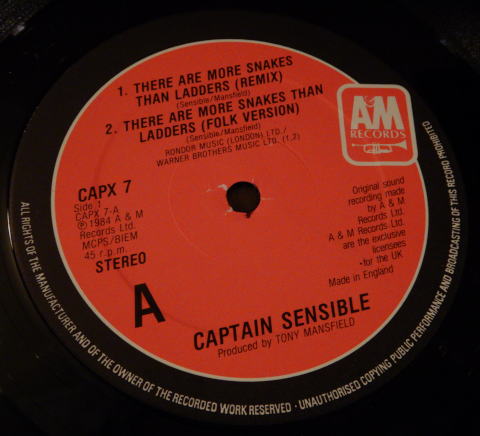 1. THERE ARE MORE SNAKES
THAN LADDERS (REMIX)
(Sensible/Mansfield)
2. THERE ARE MORE SNAKES THAN
LADDERS (FOLK VERSION)
(Sensible/Mansfield)
RONDOR MUSIC (LONDON) LTD./
WARNER BROTHERS MUSIC LTD. (1,2)
A&M
RECORDS
CAPX 7
Side 1
CAPX 7-A
℗ 1984 A & M
Records Ltd.
MCPS/BIEM
45 r.p.m.
STEREO
A
Original sound
recording made
by A & M
Records Ltd.
A & M Records Ltd.
are the exclusive
licensees
for the UK
Made in England
CAPTAIN SENSIBLE
Produced by TONY MANSFIELD
ALL RIGHTS OF THE MANUFACTURER AND OF THE OWNER OF THE RECORDED WORK RESERVED · UNAUTHORISED COPYING PUBLIC PERFORMANCE AND BROADCASTING OF THIS RECORD PROHIBITED